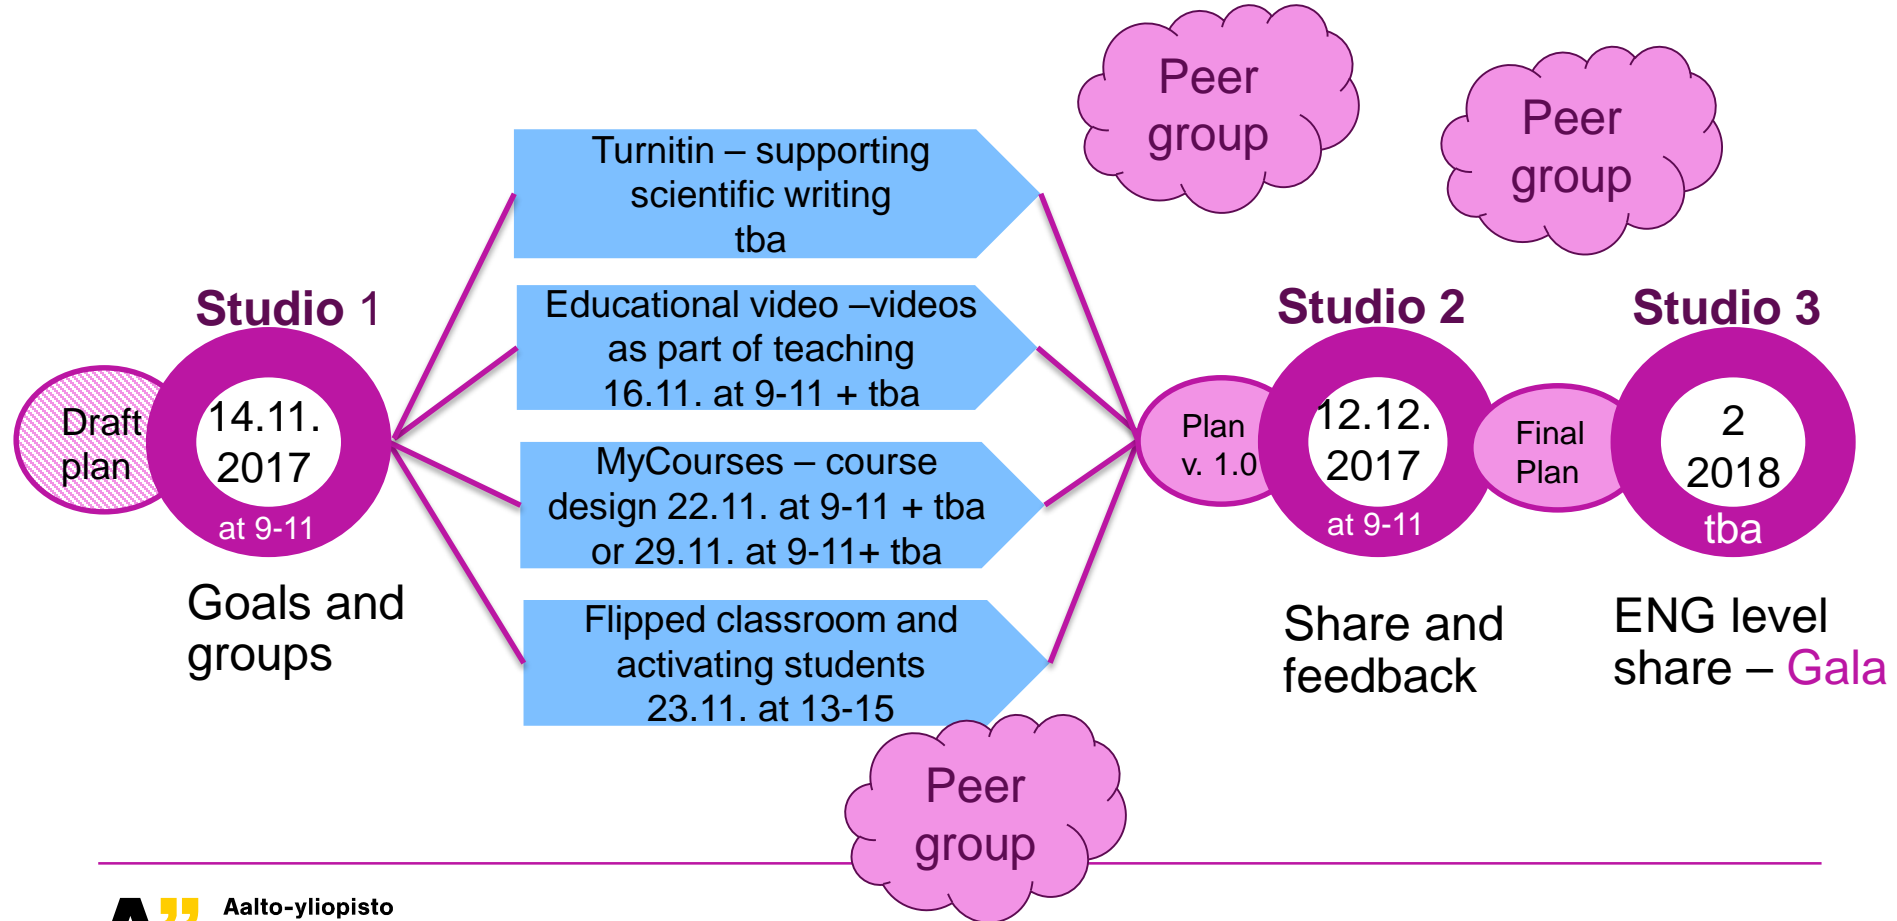 Peer
group
Peer
group
Turnitin – supporting
scientific writing
tba
Studio 1
Draft
plan
14.11.
2017
at 9-11
Goals and
groups
Educational video –videos
as part of teaching
16.11. at 9-11 + tba
MyCourses – course
design 22.11. at 9-11 + tba
or 29.11. at 9-11+ tba
Flipped classroom and
activating students
23.11. at 13-15
Plan
v. 1.0
Studio 2
12.12.
2017
at 9-11
Share and
feedback
Final
Plan
Studio 3
2
2018
tba
ENG level
share – Gala
Peer
group
A”
Aalto-yliopisto